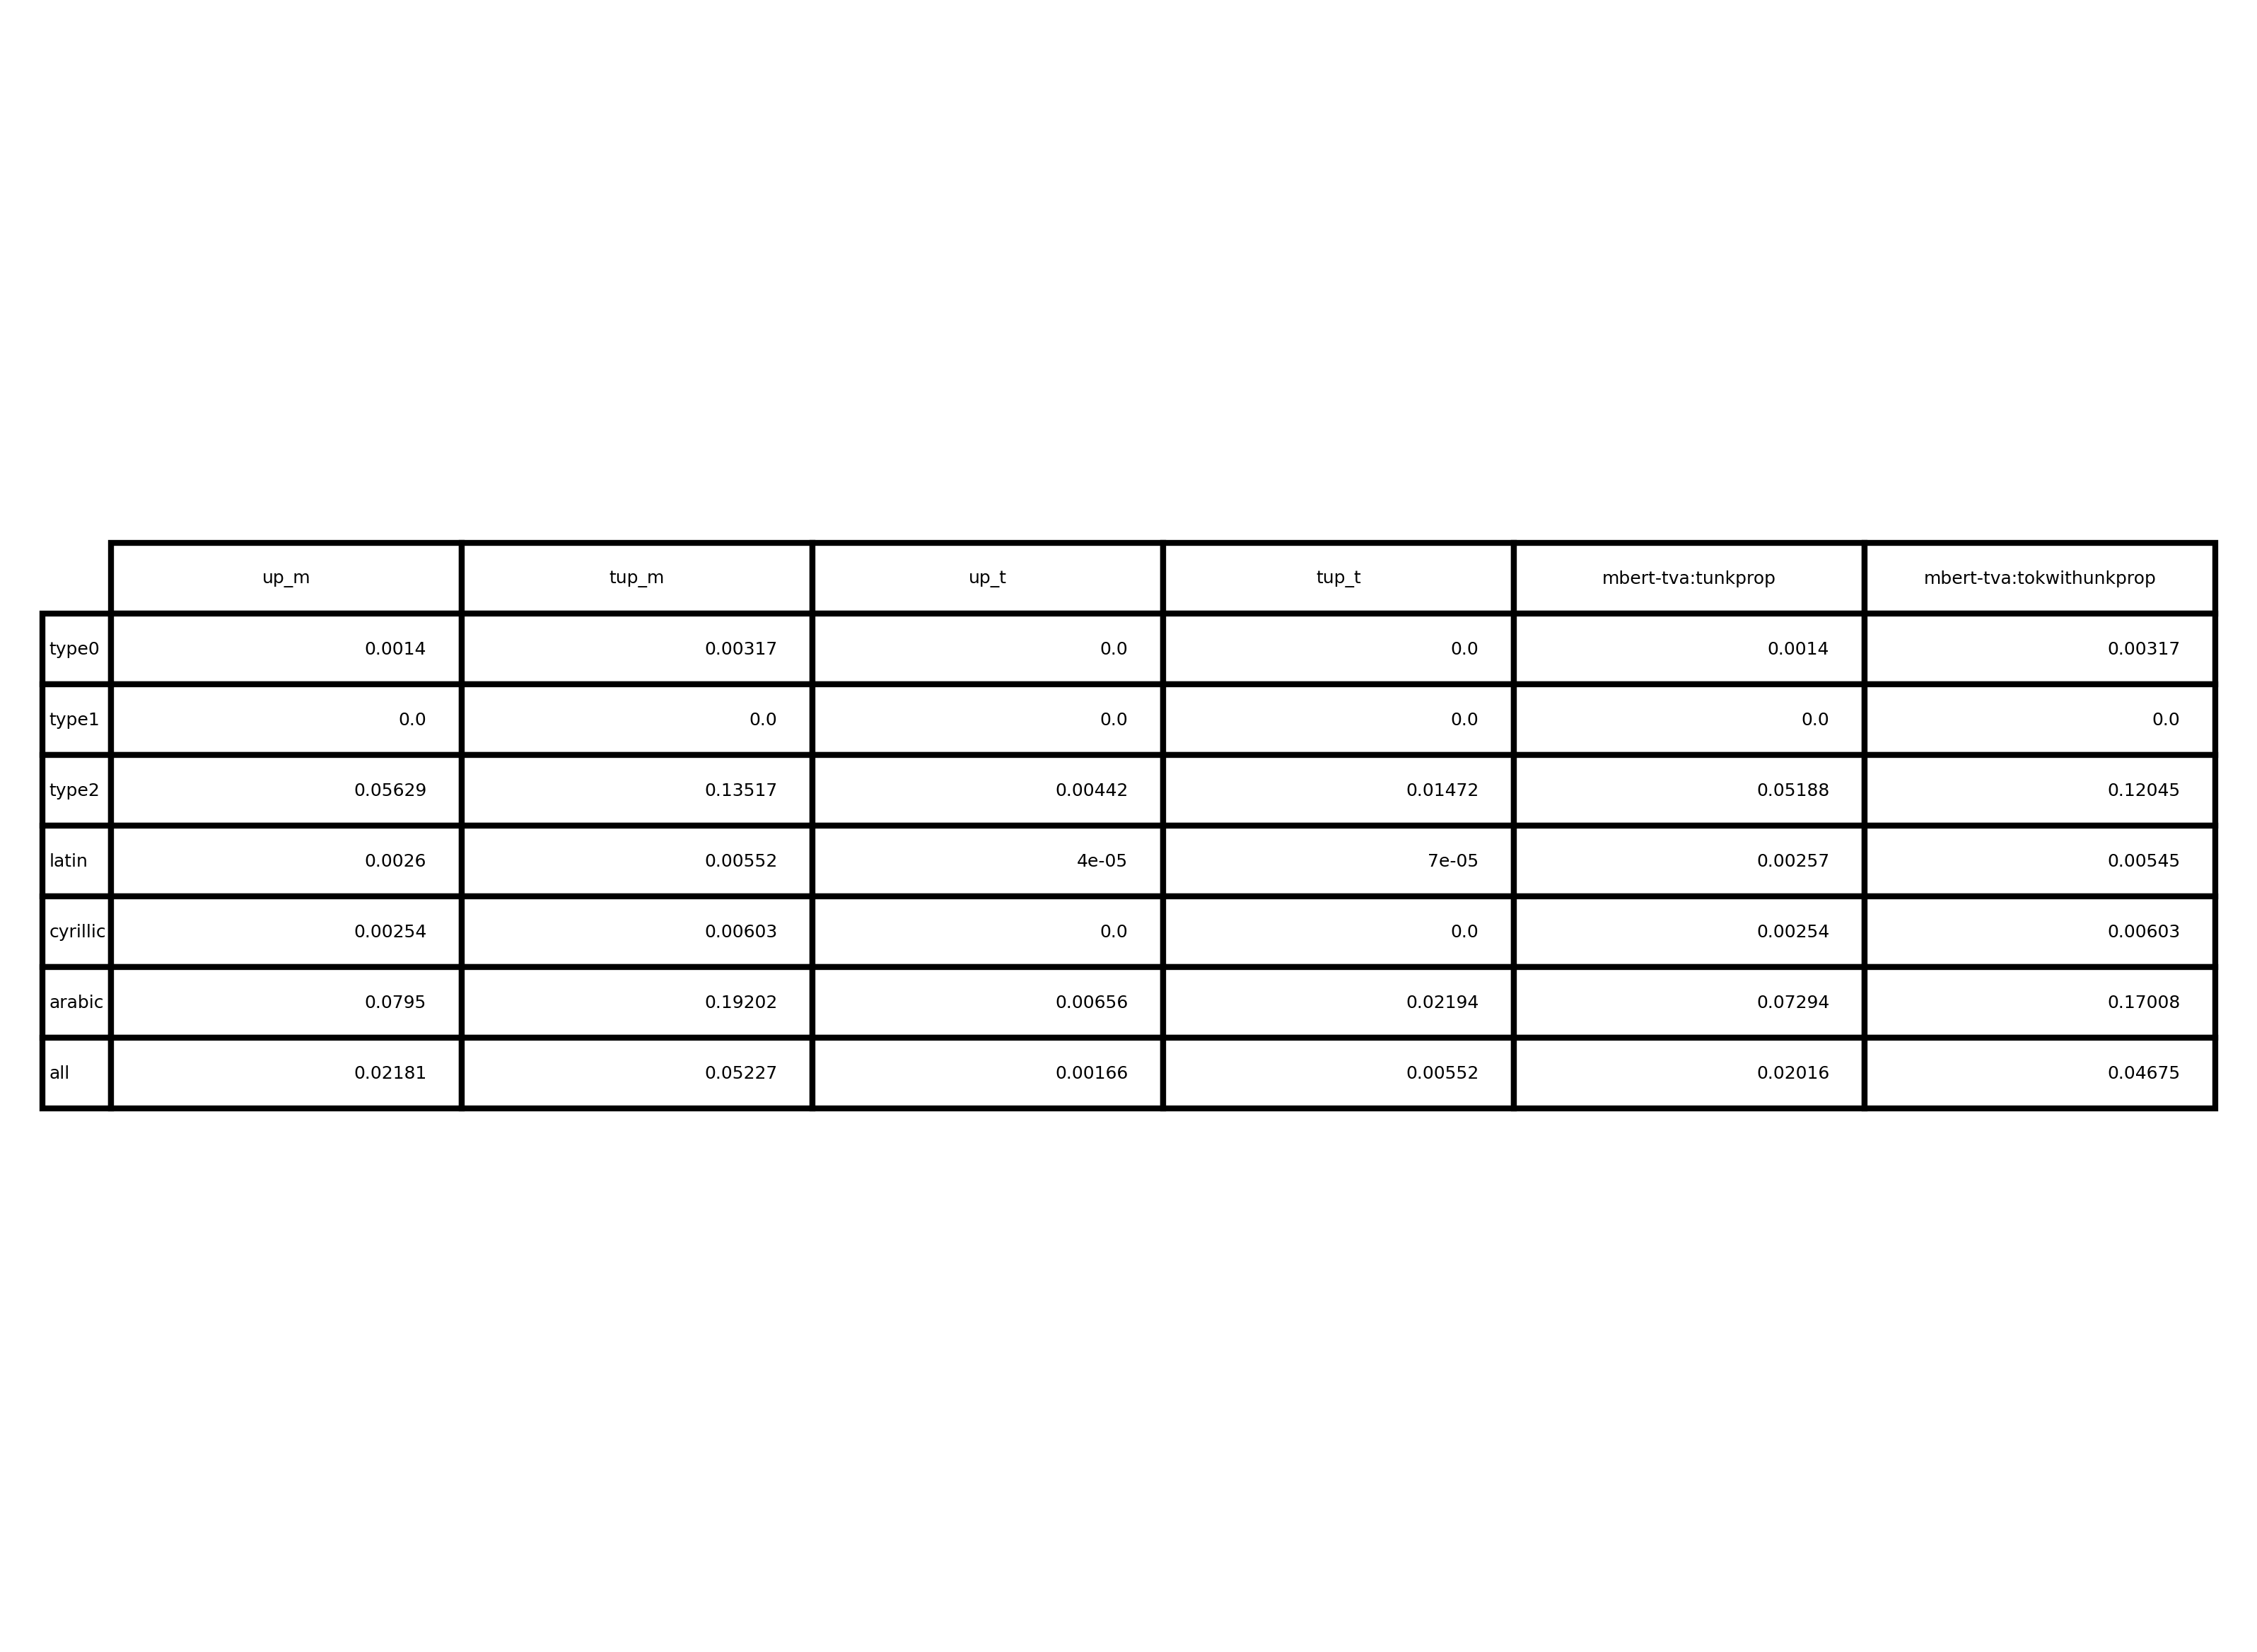 up_m tup_m up_t tup_t mbert-tva:tunkprop mbert-tva:tokwithunkprop
type0 0.0014 0.00317 0.0 0.0 0.0014 0.00317
type1 0.0 0.0 0.0 0.0 0.0 0.0
type2 0.05629 0.13517 0.00442 0.01472 0.05188 0.12045
latin 0.0026 0.00552 4e-05 7e-05 0.00257 0.00545
cyrillic 0.00254 0.00603 0.0 0.0 0.00254 0.00603
arabic 0.0795 0.19202 0.00656 0.02194 0.07294 0.17008
all 0.02181 0.05227 0.00166 0.00552 0.02016 0.04675